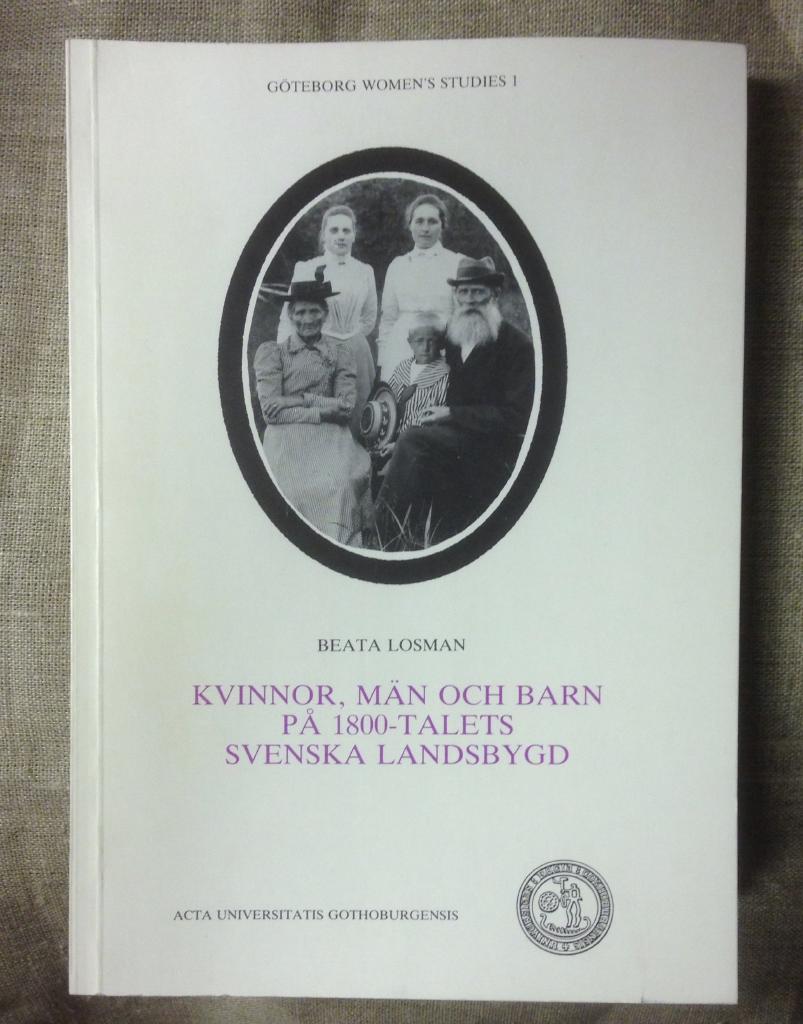 GÖTEBORG WOMEN'S STUDIES 1
BEATA LOSMAN
KVINNOR, MÄN OCH BARN
PÅ 1800-TALETS
SVENSKA LANDSBYGD
ACTA UNIVERSITATIS GOTHOBURGENSIS